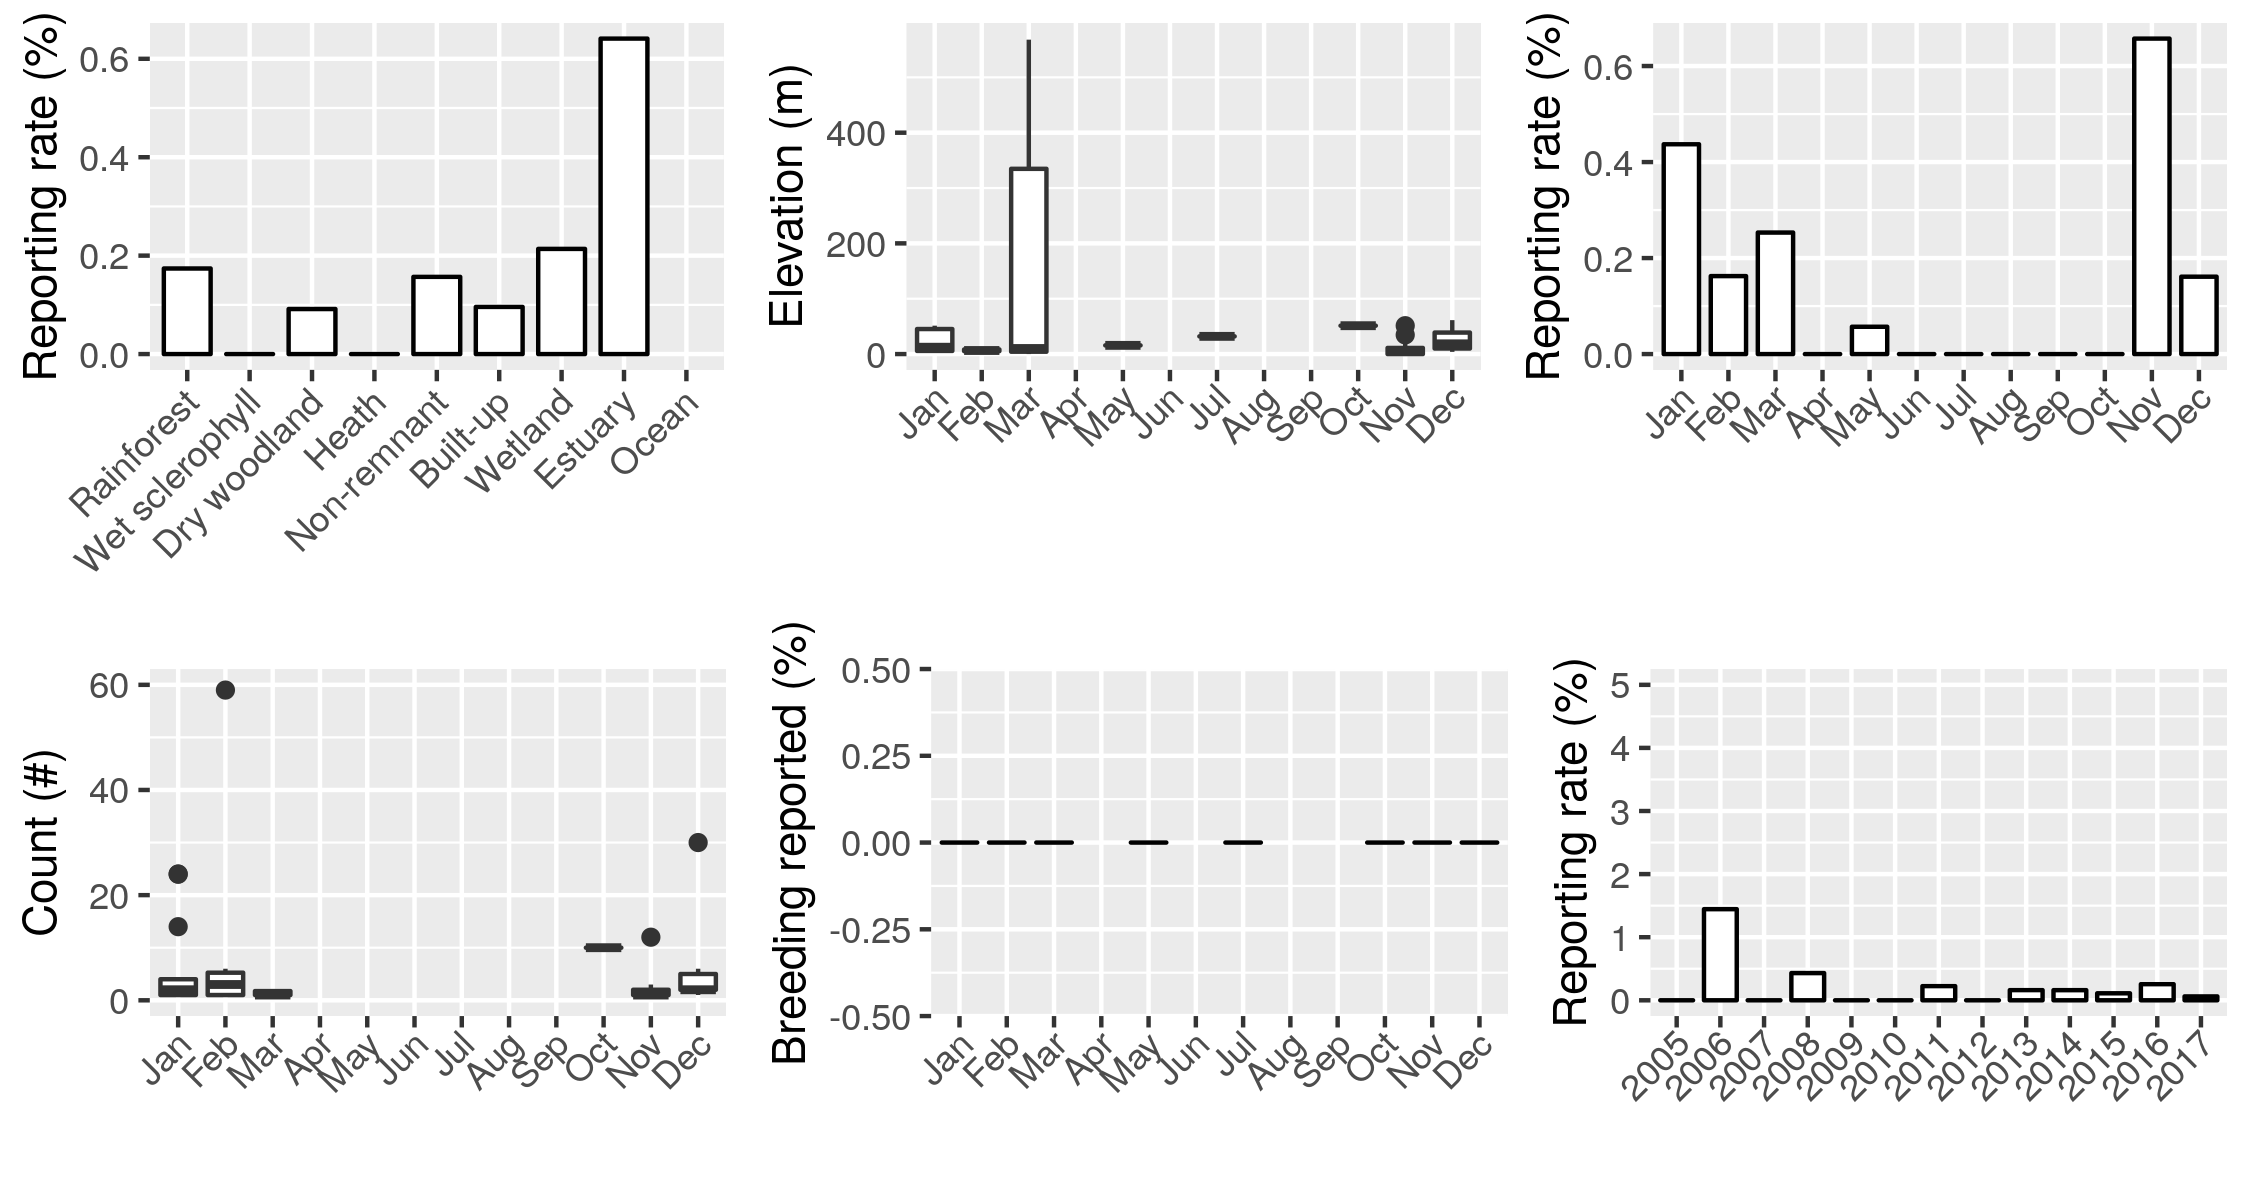 Reporting rate (%)
0.6
0.4
0.2
0.0
Rainforest
Wet sclerophyll
Dry woodland
Heath
Non-remnant
Built-up
Wetland
Estuary
Ocean
Elevation (m)
400
200
0
Jan
Feb
Mar
Apr
May
Jun
Jul
Aug
Sep
Oct
Nov
Dec
Reporting rate (%)
0.6
0.4
0.2
0.0
Jan
Feb
Mar
Apr
May
Jun
Jul
Aug
Sep
Oct
Nov
Dec
Count (#)
60
40
20
0
Jan
Feb
Mar
Apr
May
Jun
Jul
Aug
Sep
Oct
Nov
Dec
Breeding reported (%)
0.50
0.25
0.00
-0.25
-0.50
Jan
Feb
Mar
Apr
May
Jun
Jul
Aug
Sep
Oct
Nov
Dec
Reporting rate (%)
5
4
3
2
1
0
2005
2006
2007
2008
2009
2010
2011
2012
2013
2014
2015
2016
2017